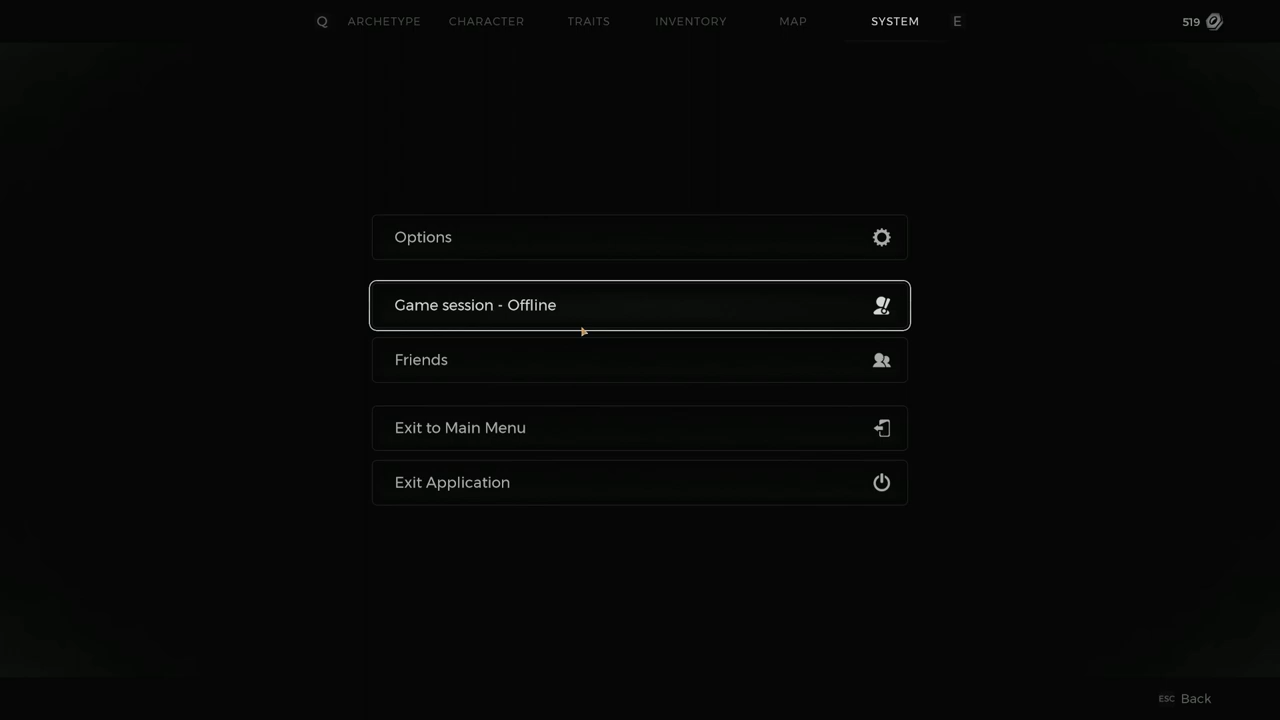 Q ARCHETYPE CHARACTER TRAITS INVENTORY MAP SYSTEM E 519
Options
Game session - Offline
Friends
Exit to Main Menu
Exit Application
ESC Back